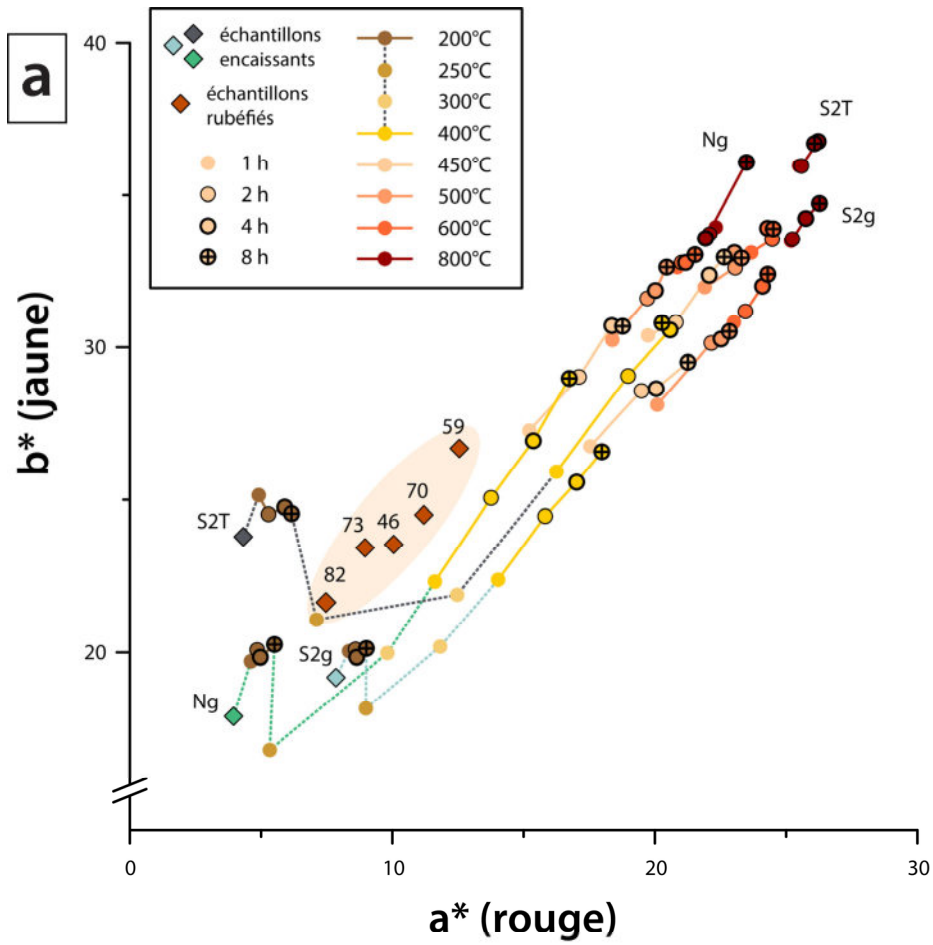 a
échantillons
encaissants
échantillons
rubéfiés
1 h
2 h
4 h
8 h
200°C
250°C
300°C
400°C
450°C
500°C
600°C
800°C
40
30
20
b* (jaune)
S2T
Ng
S2g
59
70
73
46
82
S2T
S2g
Ng
0
10
20
30
a* (rouge)